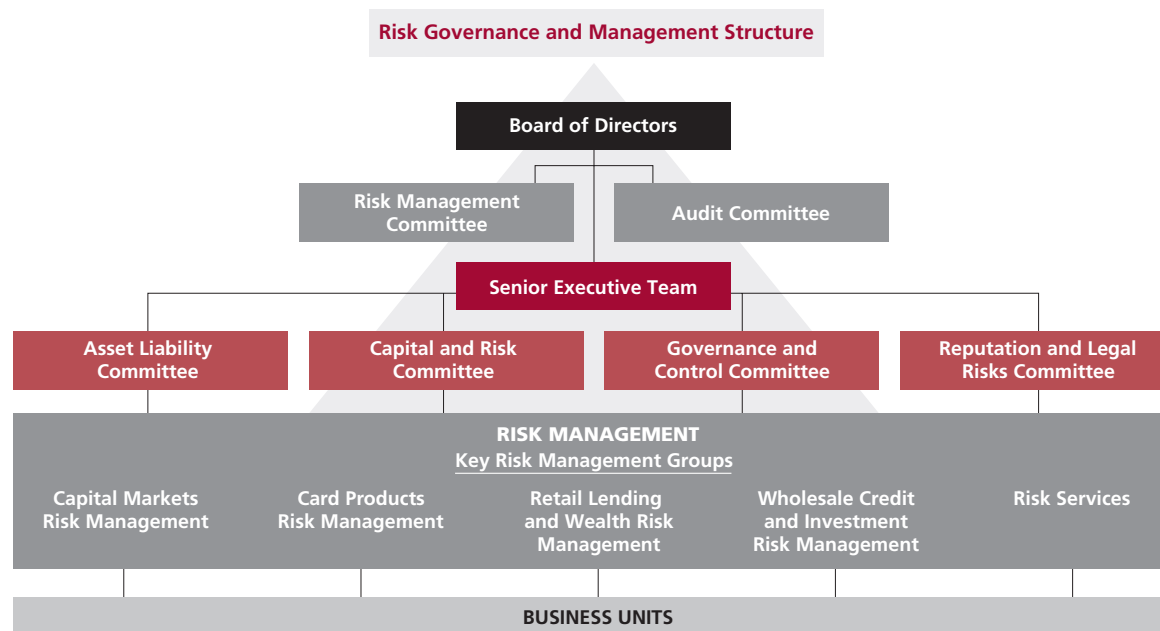 Risk Governance and Management Structure
Board of Directors
Risk Management
Committee
Audit Committee
Senior Executive Team
Asset Liability
Committee
Capital and Risk
Committee
Governance and
Control Committee
Reputation and Legal
Risks Committee
RISK MANAGEMENT
Key Risk Management Groups
Capital Markets
Risk Management
Card Products
Risk Management
Retail Lending
and Wealth Risk
Management
Wholesale Credit
and Investment
Risk Management
Risk Services
BUSINESS UNITS